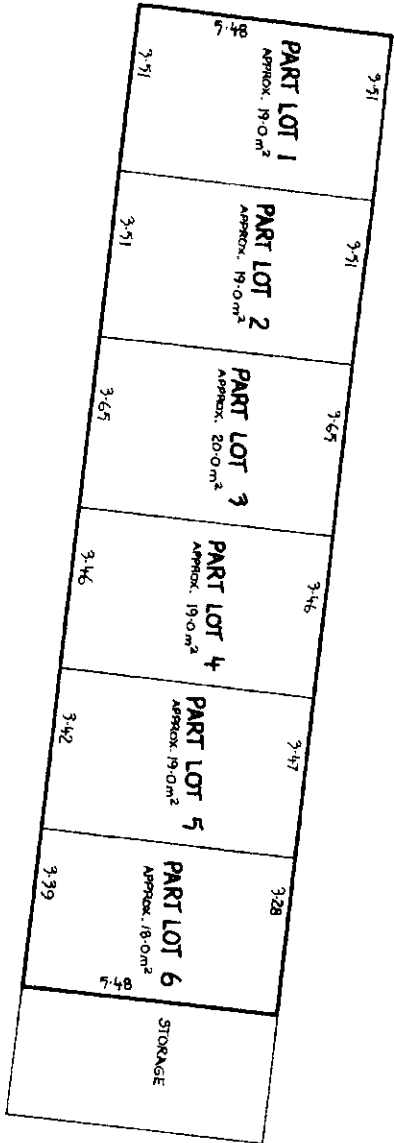 5·48
3·51
PART LOT 1
APPROX. 19·0m²
3·51
3·51
PART LOT 2
APPROX. 19·0m²
3·51
3·65
PART LOT 3
APPROX. 20·0m²
3·65
3·46
PART LOT 4
APPROX. 19·0m²
3·46
3·47
PART LOT 5
APPROX. 19·0m²
3·42
3·28
PART LOT 6
APPROX. 18·0m²
3·39
5·48
STORAGE